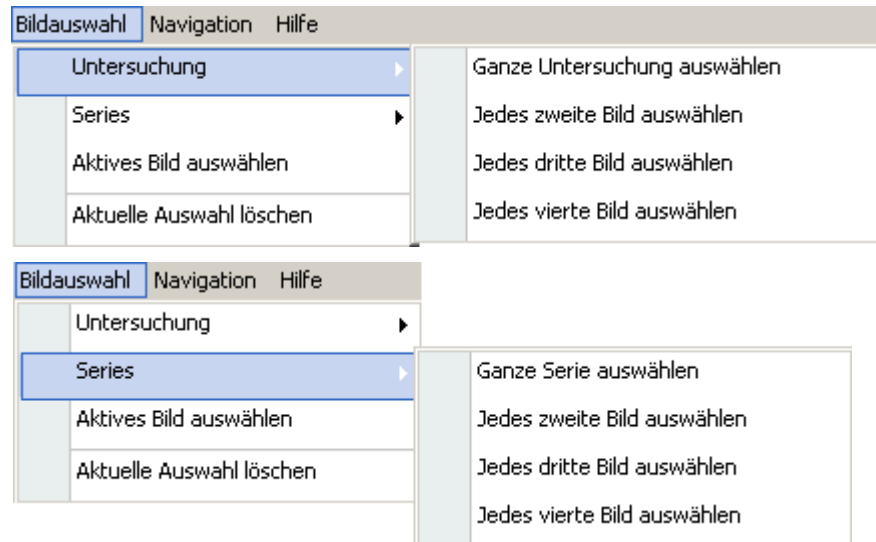 Bildauswahl Navigation Hilfe
Untersuchung Ganze Untersuchung auswählen
Series Jedes zweite Bild auswählen
Aktives Bild auswählen Jedes dritte Bild auswählen
Aktuelle Auswahl löschen Jedes vierte Bild auswählen
Bildauswahl Navigation Hilfe
Untersuchung
Series Ganze Serie auswählen
Aktives Bild auswählen Jedes zweite Bild auswählen
Aktuelle Auswahl löschen Jedes dritte Bild auswählen
Jedes vierte Bild auswählen